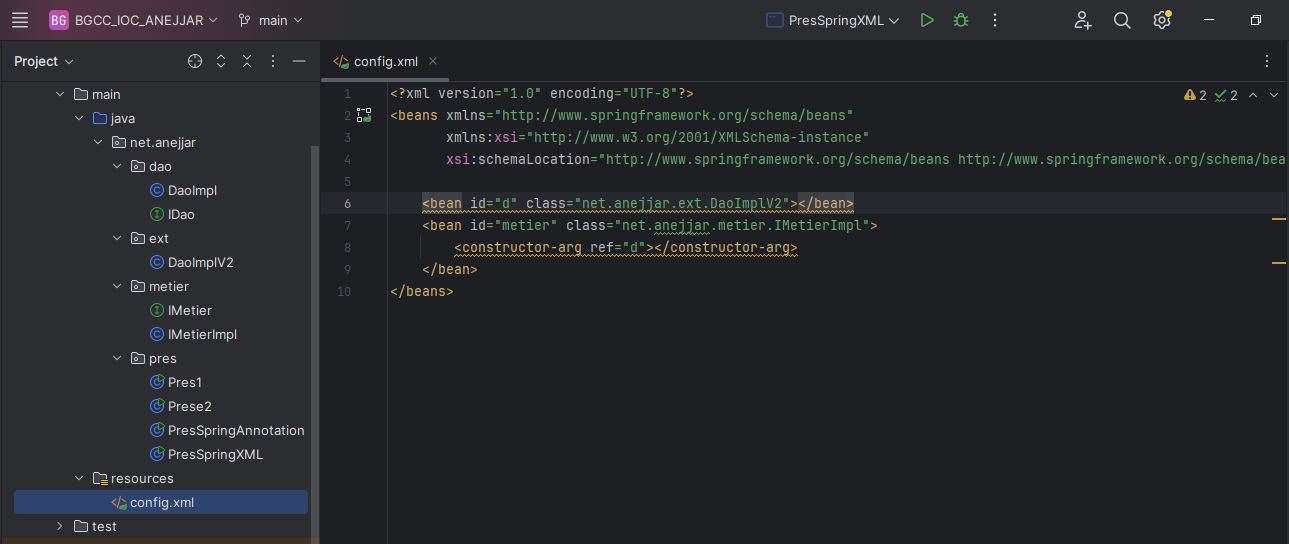 BG BGCC_IOC_ANEJJAR main PresSpringXML
Project
config.xml
main
java
net.anejjar
dao
DaoImpl
IDao
ext
DaoImplV2
metier
IMetier
IMetierImpl
pres
Pres1
Prese2
PresSpringAnnotation
PresSpringXML
resources
config.xml
test
2 2
1 <?xml version="1.0" encoding="UTF-8"?>
2 <beans xmlns="http://www.springframework.org/schema/beans"
3 xmlns:xsi="http://www.w3.org/2001/XMLSchema-instance"
4 xsi:schemaLocation="http://www.springframework.org/schema/beans http://www.springframework.org/schema/bea
5
6 <bean id="d" class="net.anejjar.ext.DaoImplV2"></bean>
7 <bean id="metier" class="net.anejjar.metier.IMetierImpl">
8 <constructor-arg ref="d"></constructor-arg>
9 </bean>
10 </beans>